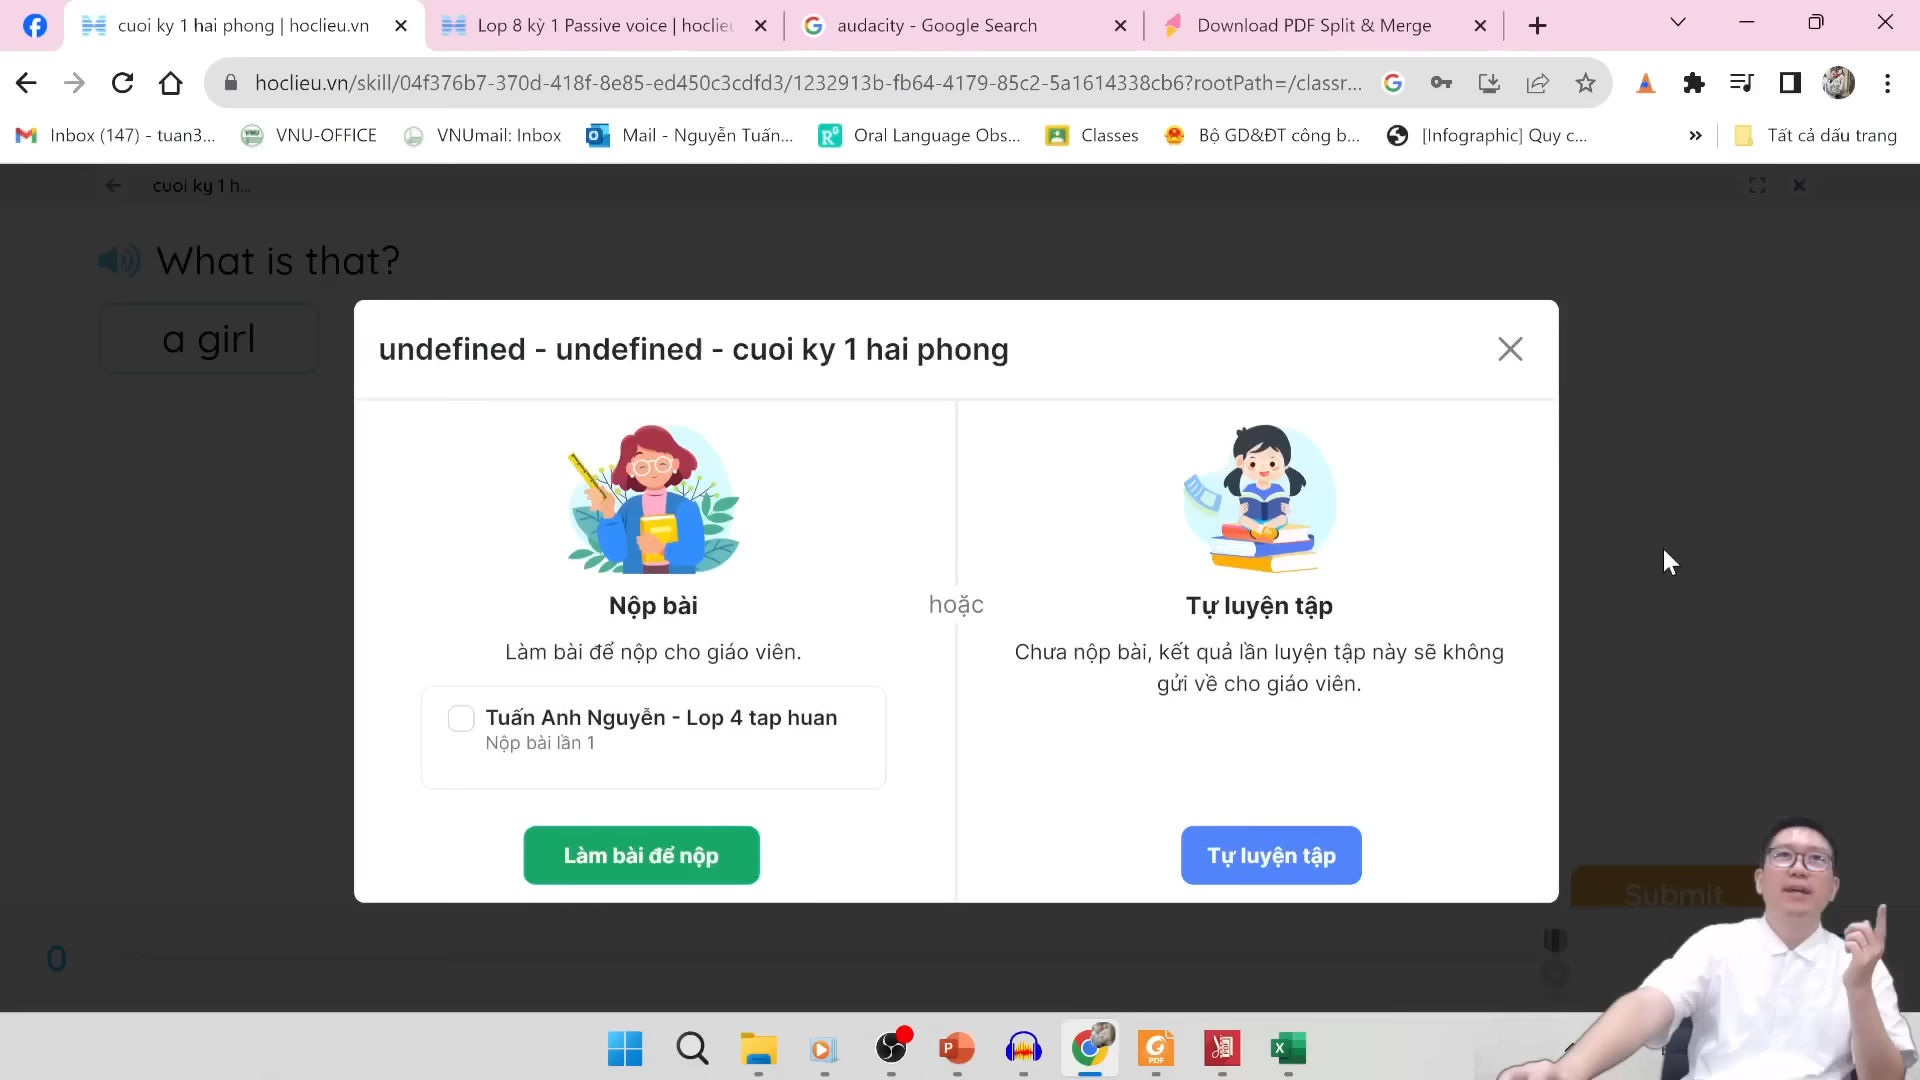 cuoi ky 1 hai phong | hoclieu.vn
Lop 8 kỳ 1 Passive voice | hoclieu
audacity - Google Search
Download PDF Split & Merge
hoclieu.vn/skill/04f376b7-370d-418f-8e85-ed450c3cdfd3/1232913b-fb64-4179-85c2-5a1614338cb6?rootPath=/classr...
Inbox (147) - tuan3...
VNU-OFFICE
VNUmail: Inbox
Mail - Nguyễn Tuấn...
Oral Language Obs...
Classes
Bộ GD&ĐT công b...
[Infographic] Quy c...
Tất cả dấu trang
cuoi ky 1 h...
What is that?
a girl
undefined - undefined - cuoi ky 1 hai phong
Nộp bài
hoặc
Tự luyện tập
Làm bài để nộp cho giáo viên.
Chưa nộp bài, kết quả lần luyện tập này sẽ không
gửi về cho giáo viên.
Tuấn Anh Nguyễn - Lop 4 tap huan
Nộp bài lần 1
Làm bài để nộp
Tự luyện tập
Submit
0